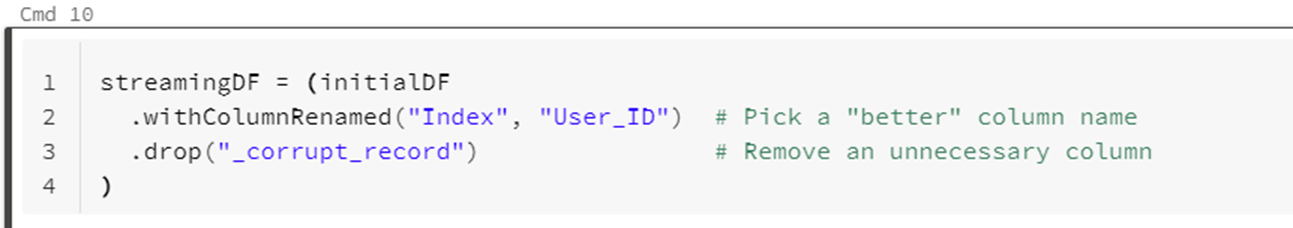 Cmd 10
1 streamingDF = (initialDF
2 .withColumnRenamed("Index", "User_ID") # Pick a "better" column name
3 .drop("_corrupt_record") # Remove an unnecessary column
4 )